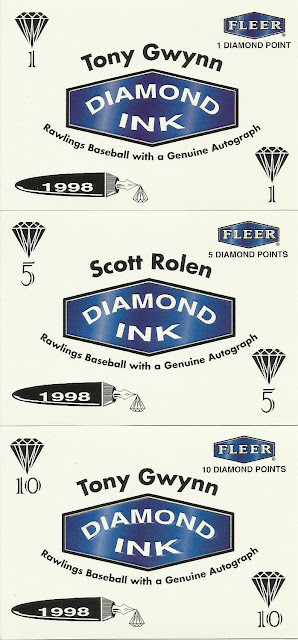 FLEER
1
1 DIAMOND POINT
Tony Gwynn
DIAMOND
INK
Rawlings Baseball with a Genuine Autograph
1998
1
FLEER
5
5 DIAMOND POINTS
Scott Rolen
DIAMOND
INK
Rawlings Baseball with a Genuine Autograph
1998
5
FLEER
10
10 DIAMOND POINTS
Tony Gwynn
DIAMOND
INK
Rawlings Baseball with a Genuine Autograph
1998
10